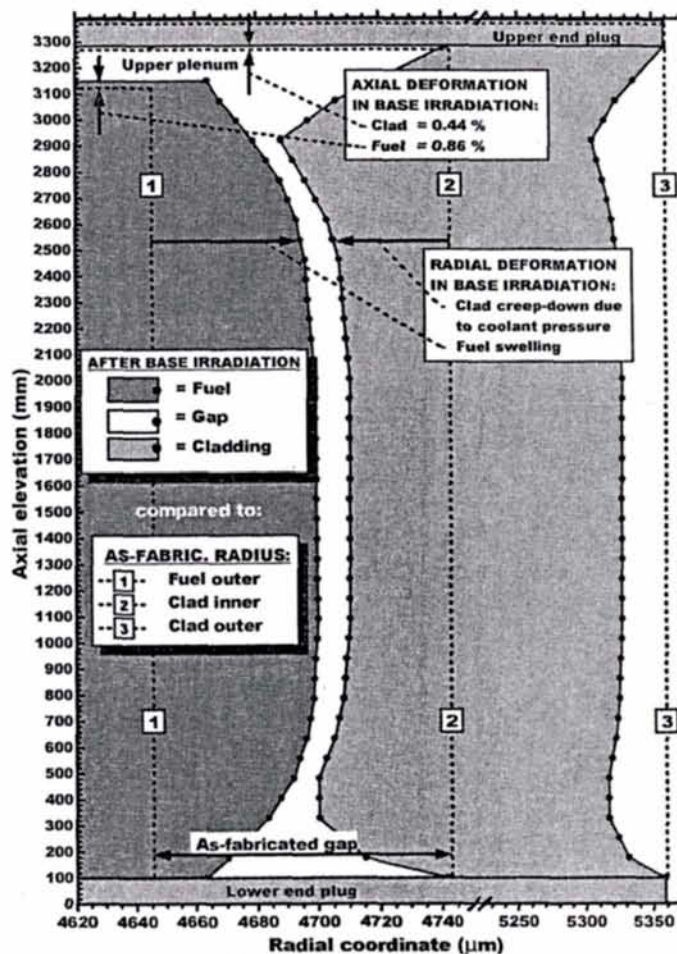 3300
3200
3100
3000
2900
2800
2700
2600
2500
2400
2300
2200
2100
2000
1900
1800
1700
1600
1500
1400
1300
1200
1100
1000
900
800
700
600
500
400
300
200
100
0
Axial elevation (mm)
Upper end plug
Upper plenum
AXIAL DEFORMATION
IN BASE IRRADIATION:
Clad = 0.44 %
Fuel = 0.86 %
1
2
3
RADIAL DEFORMATION
IN BASE IRRADIATION:
Clad creep-down due
to coolant pressure
Fuel swelling
AFTER BASE IRRADIATION
= Fuel
= Gap
= Cladding
compared to:
AS-FABRIC. RADIUS:
1 Fuel outer
2 Clad inner
3 Clad outer
1
2
3
As-fabricated gap
Lower end plug
4620 4640 4660 4680 4700 4720 4740 5250 5300 5350
Radial coordinate (µm)